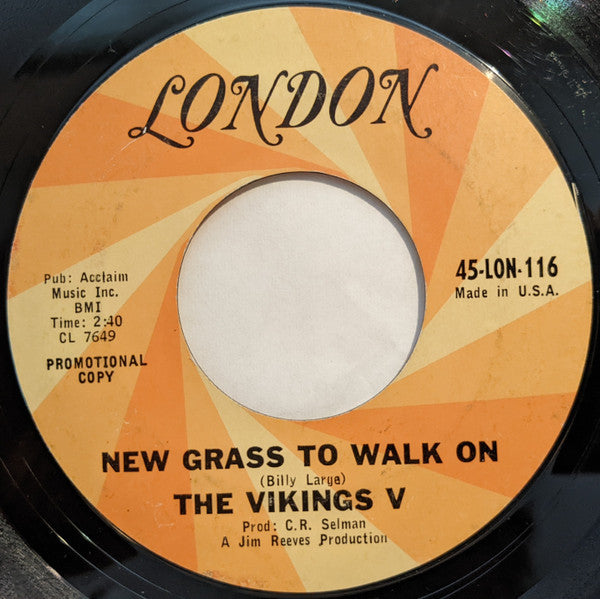 LONDON
Pub: Acclaim
Music Inc.
BMI
Time: 2:40
CL 7649
PROMOTIONAL
COPY
45-LON-116
Made in U.S.A.
NEW GRASS TO WALK ON
(Billy Large)
THE VIKINGS V
Prod: C.R. Selman
A Jim Reeves Production